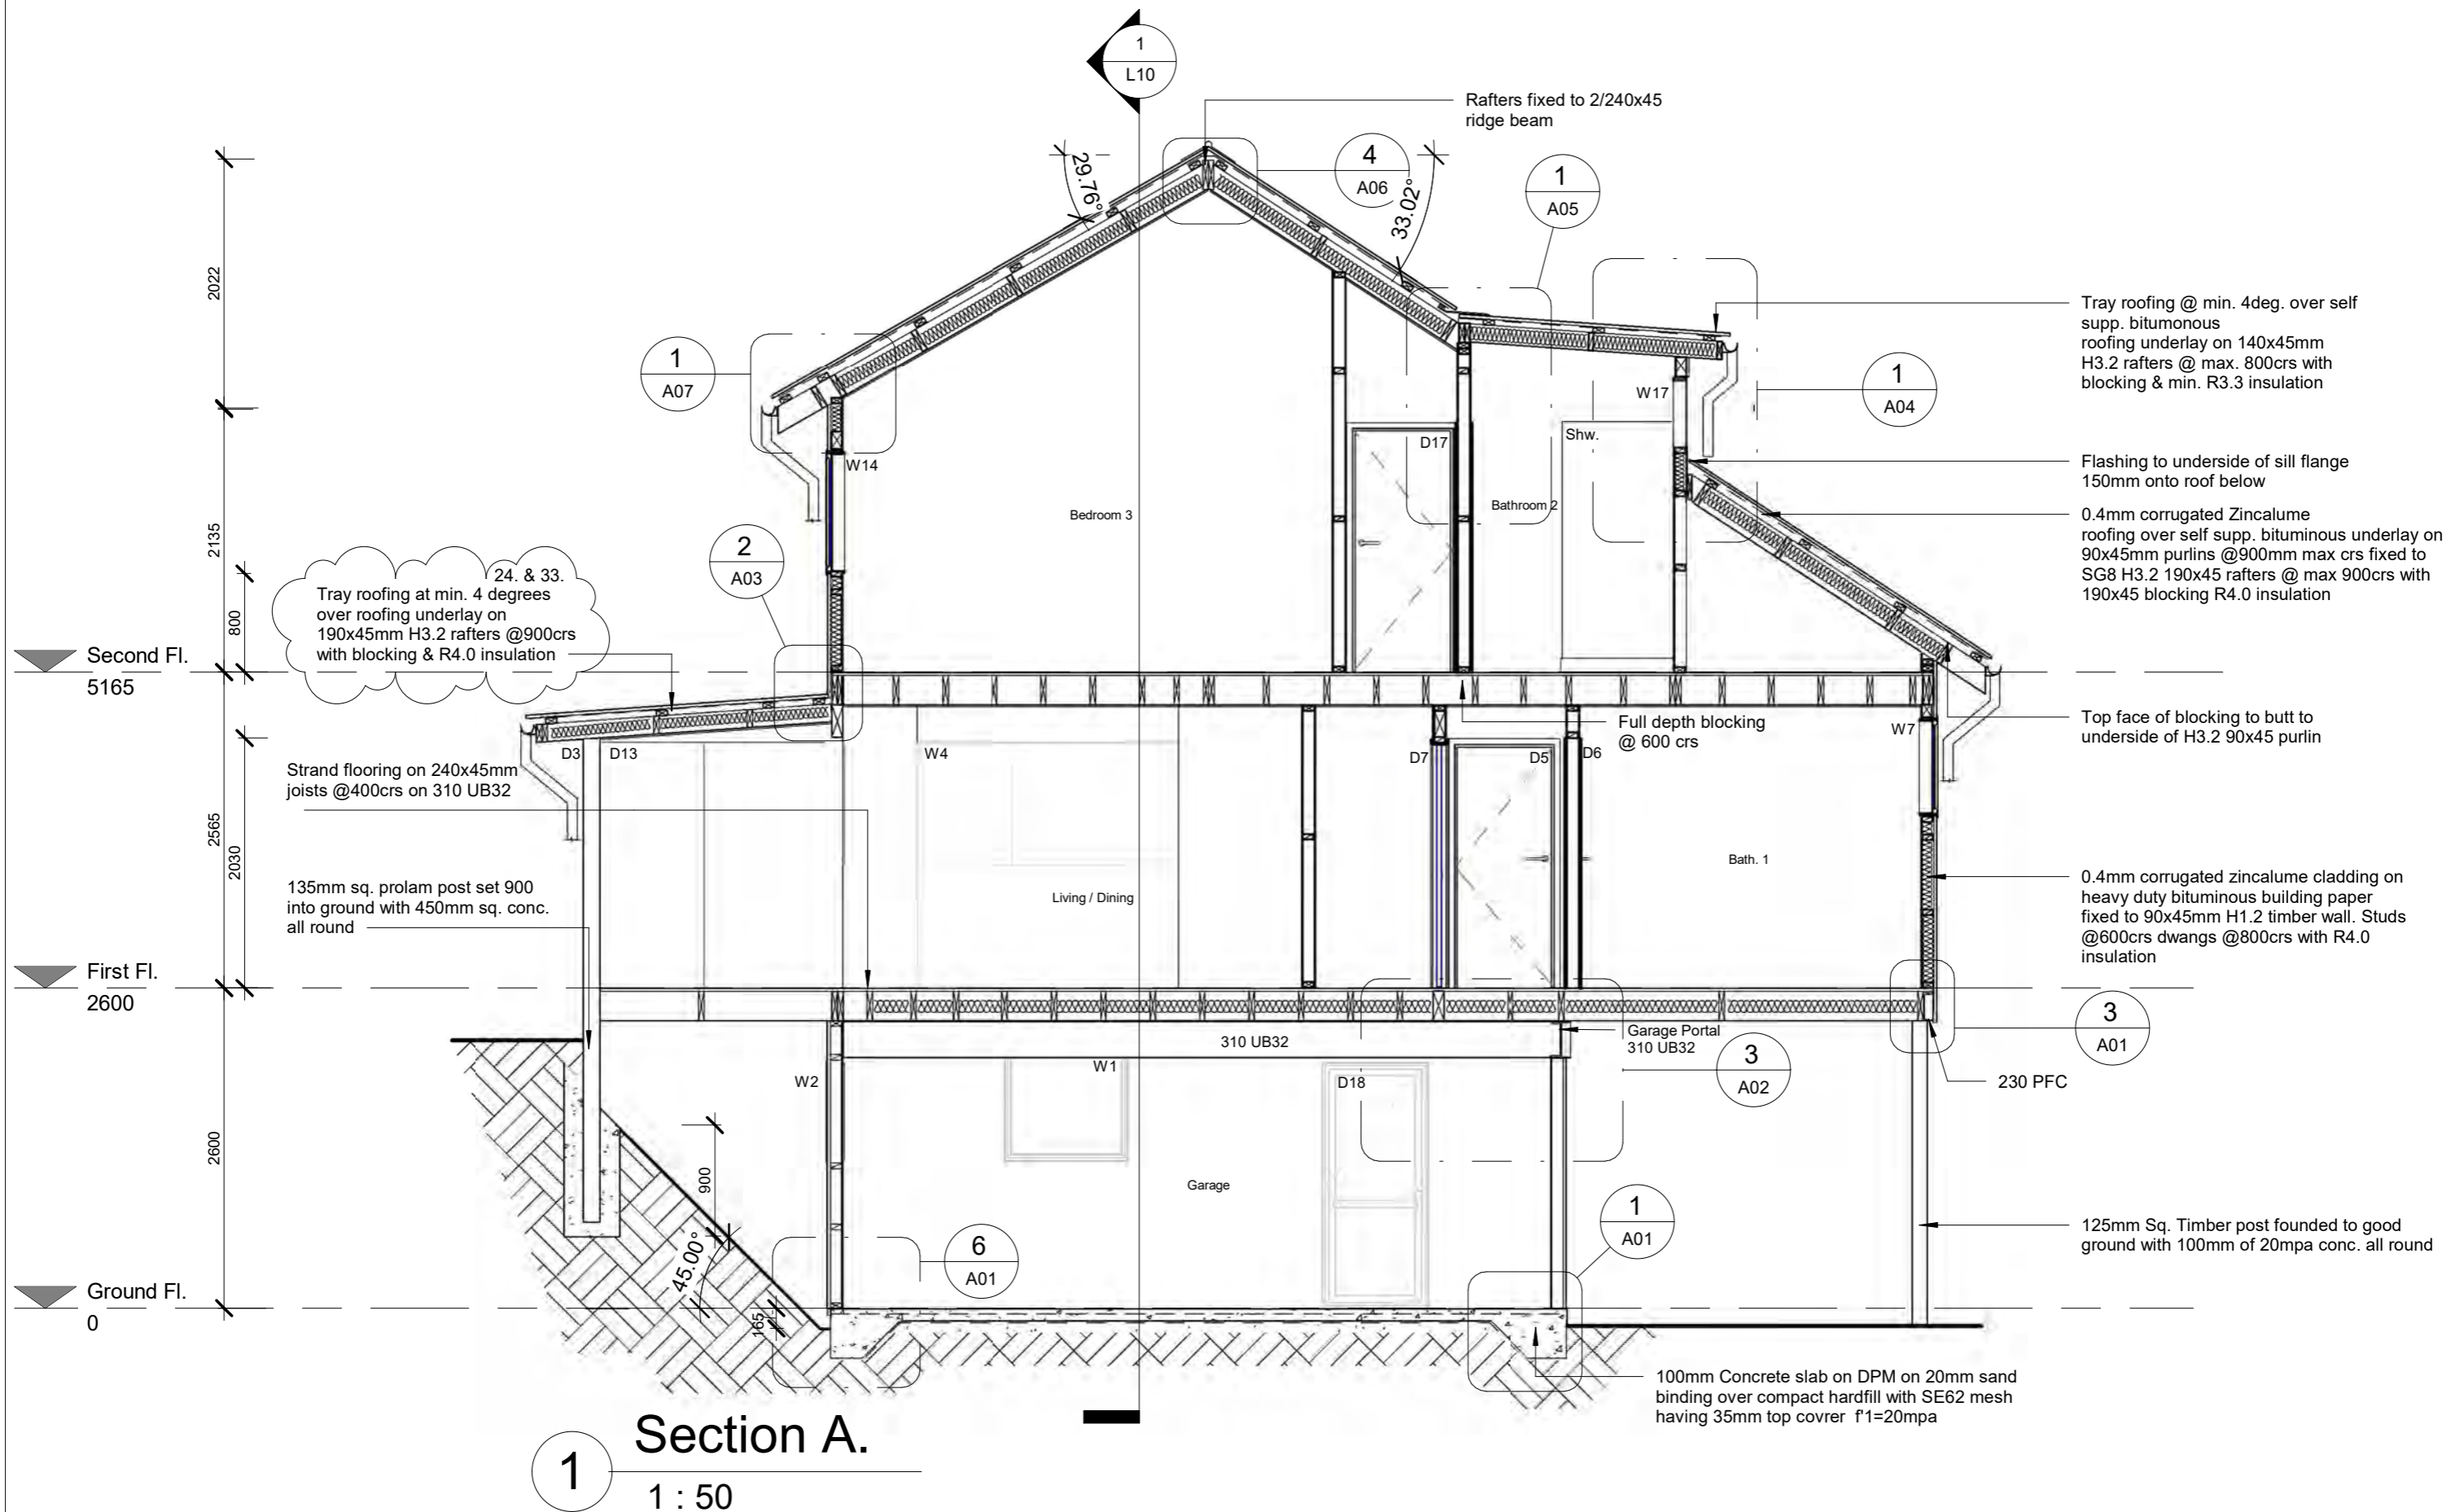 1
L10
Rafters fixed to 2/240x45
ridge beam
29.76°
4
A06
33.02°
1
A05
2022
Tray roofing @ min. 4deg. over self
supp. bitumonous
roofing underlay on 140x45mm
H3.2 rafters @ max. 800crs with
blocking & min. R3.3 insulation
1
A07
W17
1
A04
D17
Shw.
W14
Flashing to underside of sill flange
150mm onto roof below
Bedroom 3
Bathroom 2
0.4mm corrugated Zincalume
roofing over self supp. bituminous underlay on
90x45mm purlins @900mm max crs fixed to
SG8 H3.2 190x45 rafters @ max 900crs with
190x45 blocking R4.0 insulation
2135
2
A03
24. & 33.
Tray roofing at min. 4 degrees
over roofing underlay on
190x45mm H3.2 rafters @900crs
with blocking & R4.0 insulation
800
Second Fl.
5165
Full depth blocking
@ 600 crs
W7
Top face of blocking to butt to
underside of H3.2 90x45 purlin
D3
D13
W4
D7
D5
D6
Strand flooring on 240x45mm
joists @400crs on 310 UB32
2565
2030
Bath. 1
135mm sq. prolam post set 900
into ground with 450mm sq. conc.
all round
Living / Dining
0.4mm corrugated zincalume cladding on
heavy duty bituminous building paper
fixed to 90x45mm H1.2 timber wall. Studs
@600crs dwangs @800crs with R4.0
insulation
First Fl.
2600
3
A01
310 UB32
Garage Portal
310 UB32
3
A02
W2
W1
D18
230 PFC
2600
900
Garage
45.00°
6
A01
1
A01
125mm Sq. Timber post founded to good
ground with 100mm of 20mpa conc. all round
Ground Fl.
0
165
100mm Concrete slab on DPM on 20mm sand
binding over compact hardfill with SE62 mesh
having 35mm top covrer f'1=20mpa
1
Section A.
1 : 50